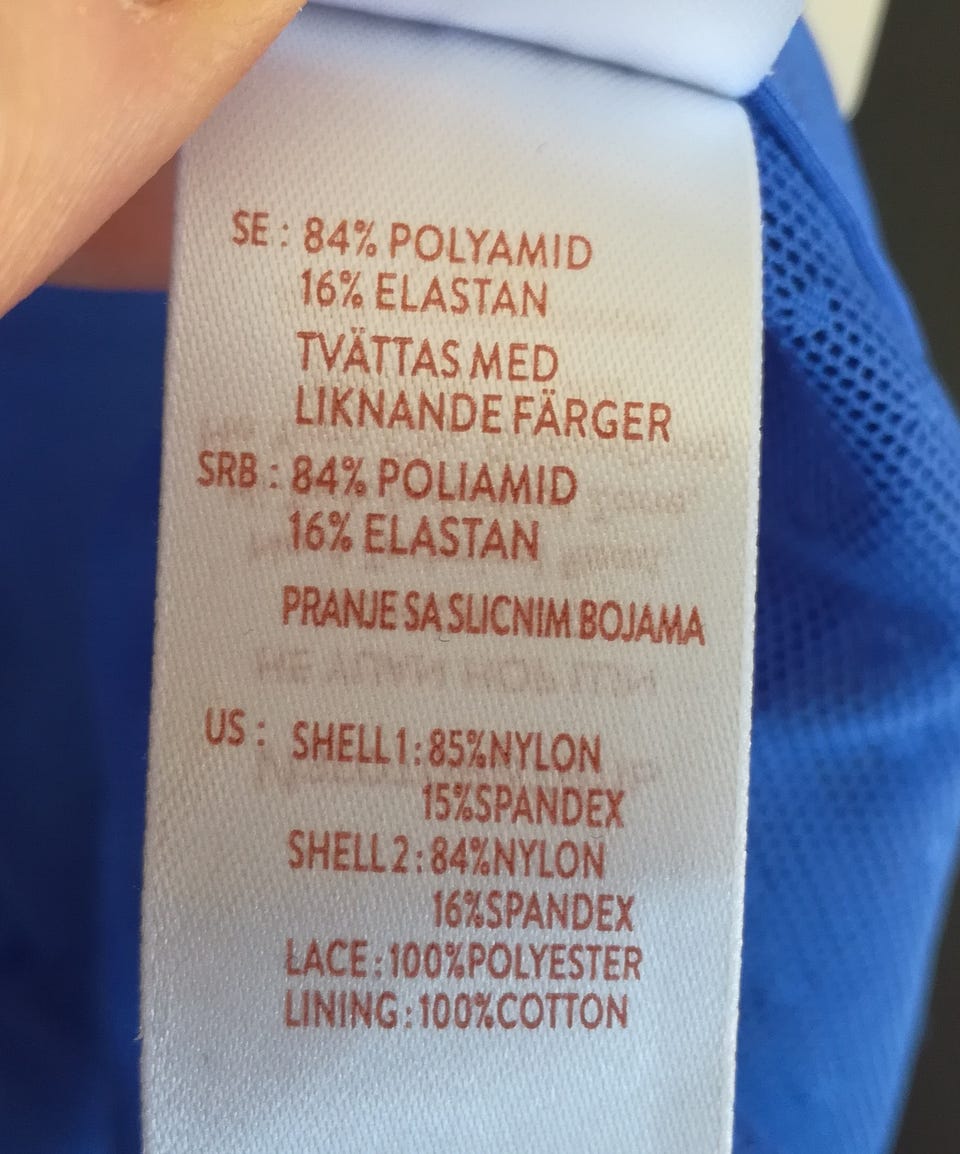 SE : 84% POLYAMID
16% ELASTAN
TVÄTTAS MED
LIKNANDE FÄRGER
SRB : 84% POLIAMID
16% ELASTAN
PRANJE SA SLICNIM BOJAMA
US : SHELL 1 : 85%NYLON
15%SPANDEX
SHELL 2 : 84%NYLON
16%SPANDEX
LACE : 100%POLYESTER
LINING : 100%COTTON